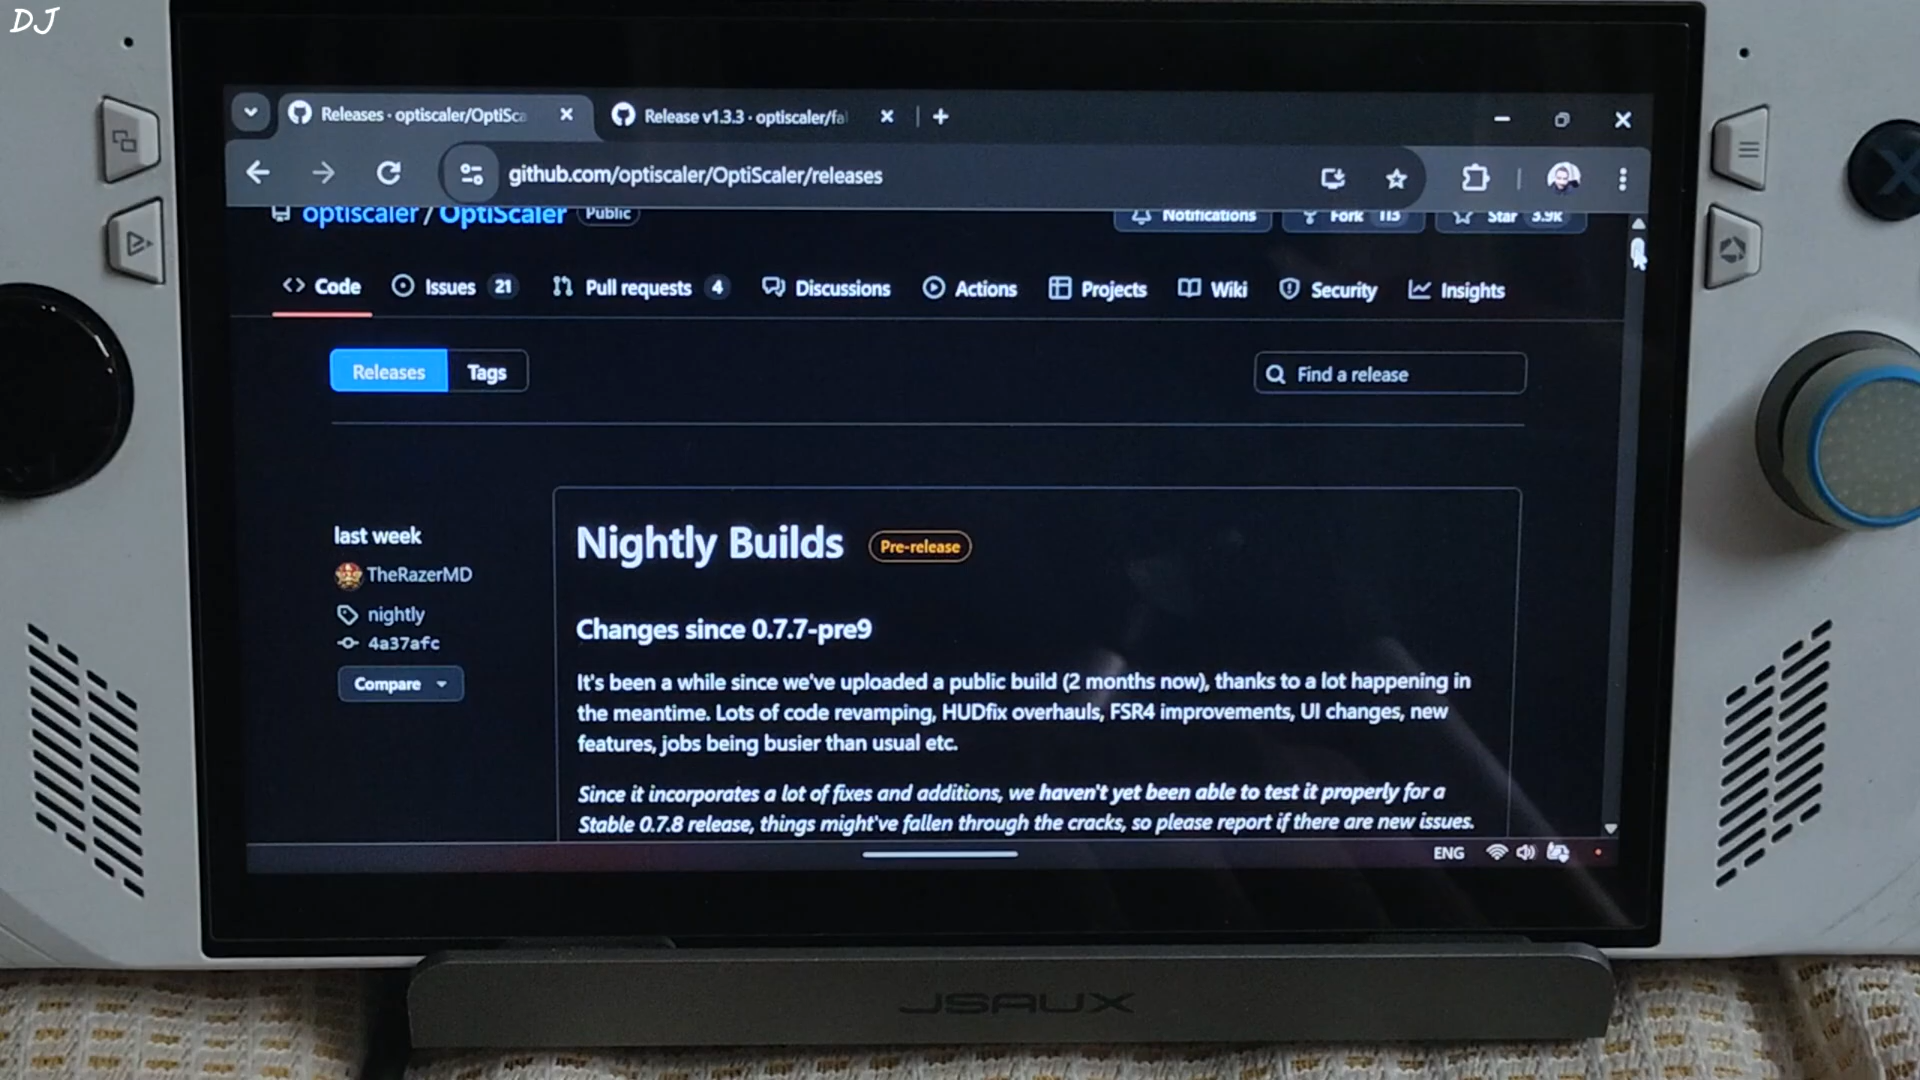 DJ
Releases · optiscaler/OptiSca
Release v1.3.3 · optiscaler/fa
github.com/optiscaler/OptiScaler/releases
optiscaler / OptiScaler Public
Notifications Fork 113 Star 3.9k
Code Issues 21 Pull requests 4 Discussions Actions Projects Wiki Security Insights
Releases Tags
Find a release
last week
TheRazerMD
nightly
4a37afc
Compare
Nightly Builds Pre-release
Changes since 0.7.7-pre9
It's been a while since we've uploaded a public build (2 months now), thanks to a lot happening in
the meantime. Lots of code revamping, HUDfix overhauls, FSR4 improvements, UI changes, new
features, jobs being busier than usual etc.
Since it incorporates a lot of fixes and additions, we haven't yet been able to test it properly for a
Stable 0.7.8 release, things might've fallen through the cracks, so please report if there are new issues.
ENG
X
JSAUX